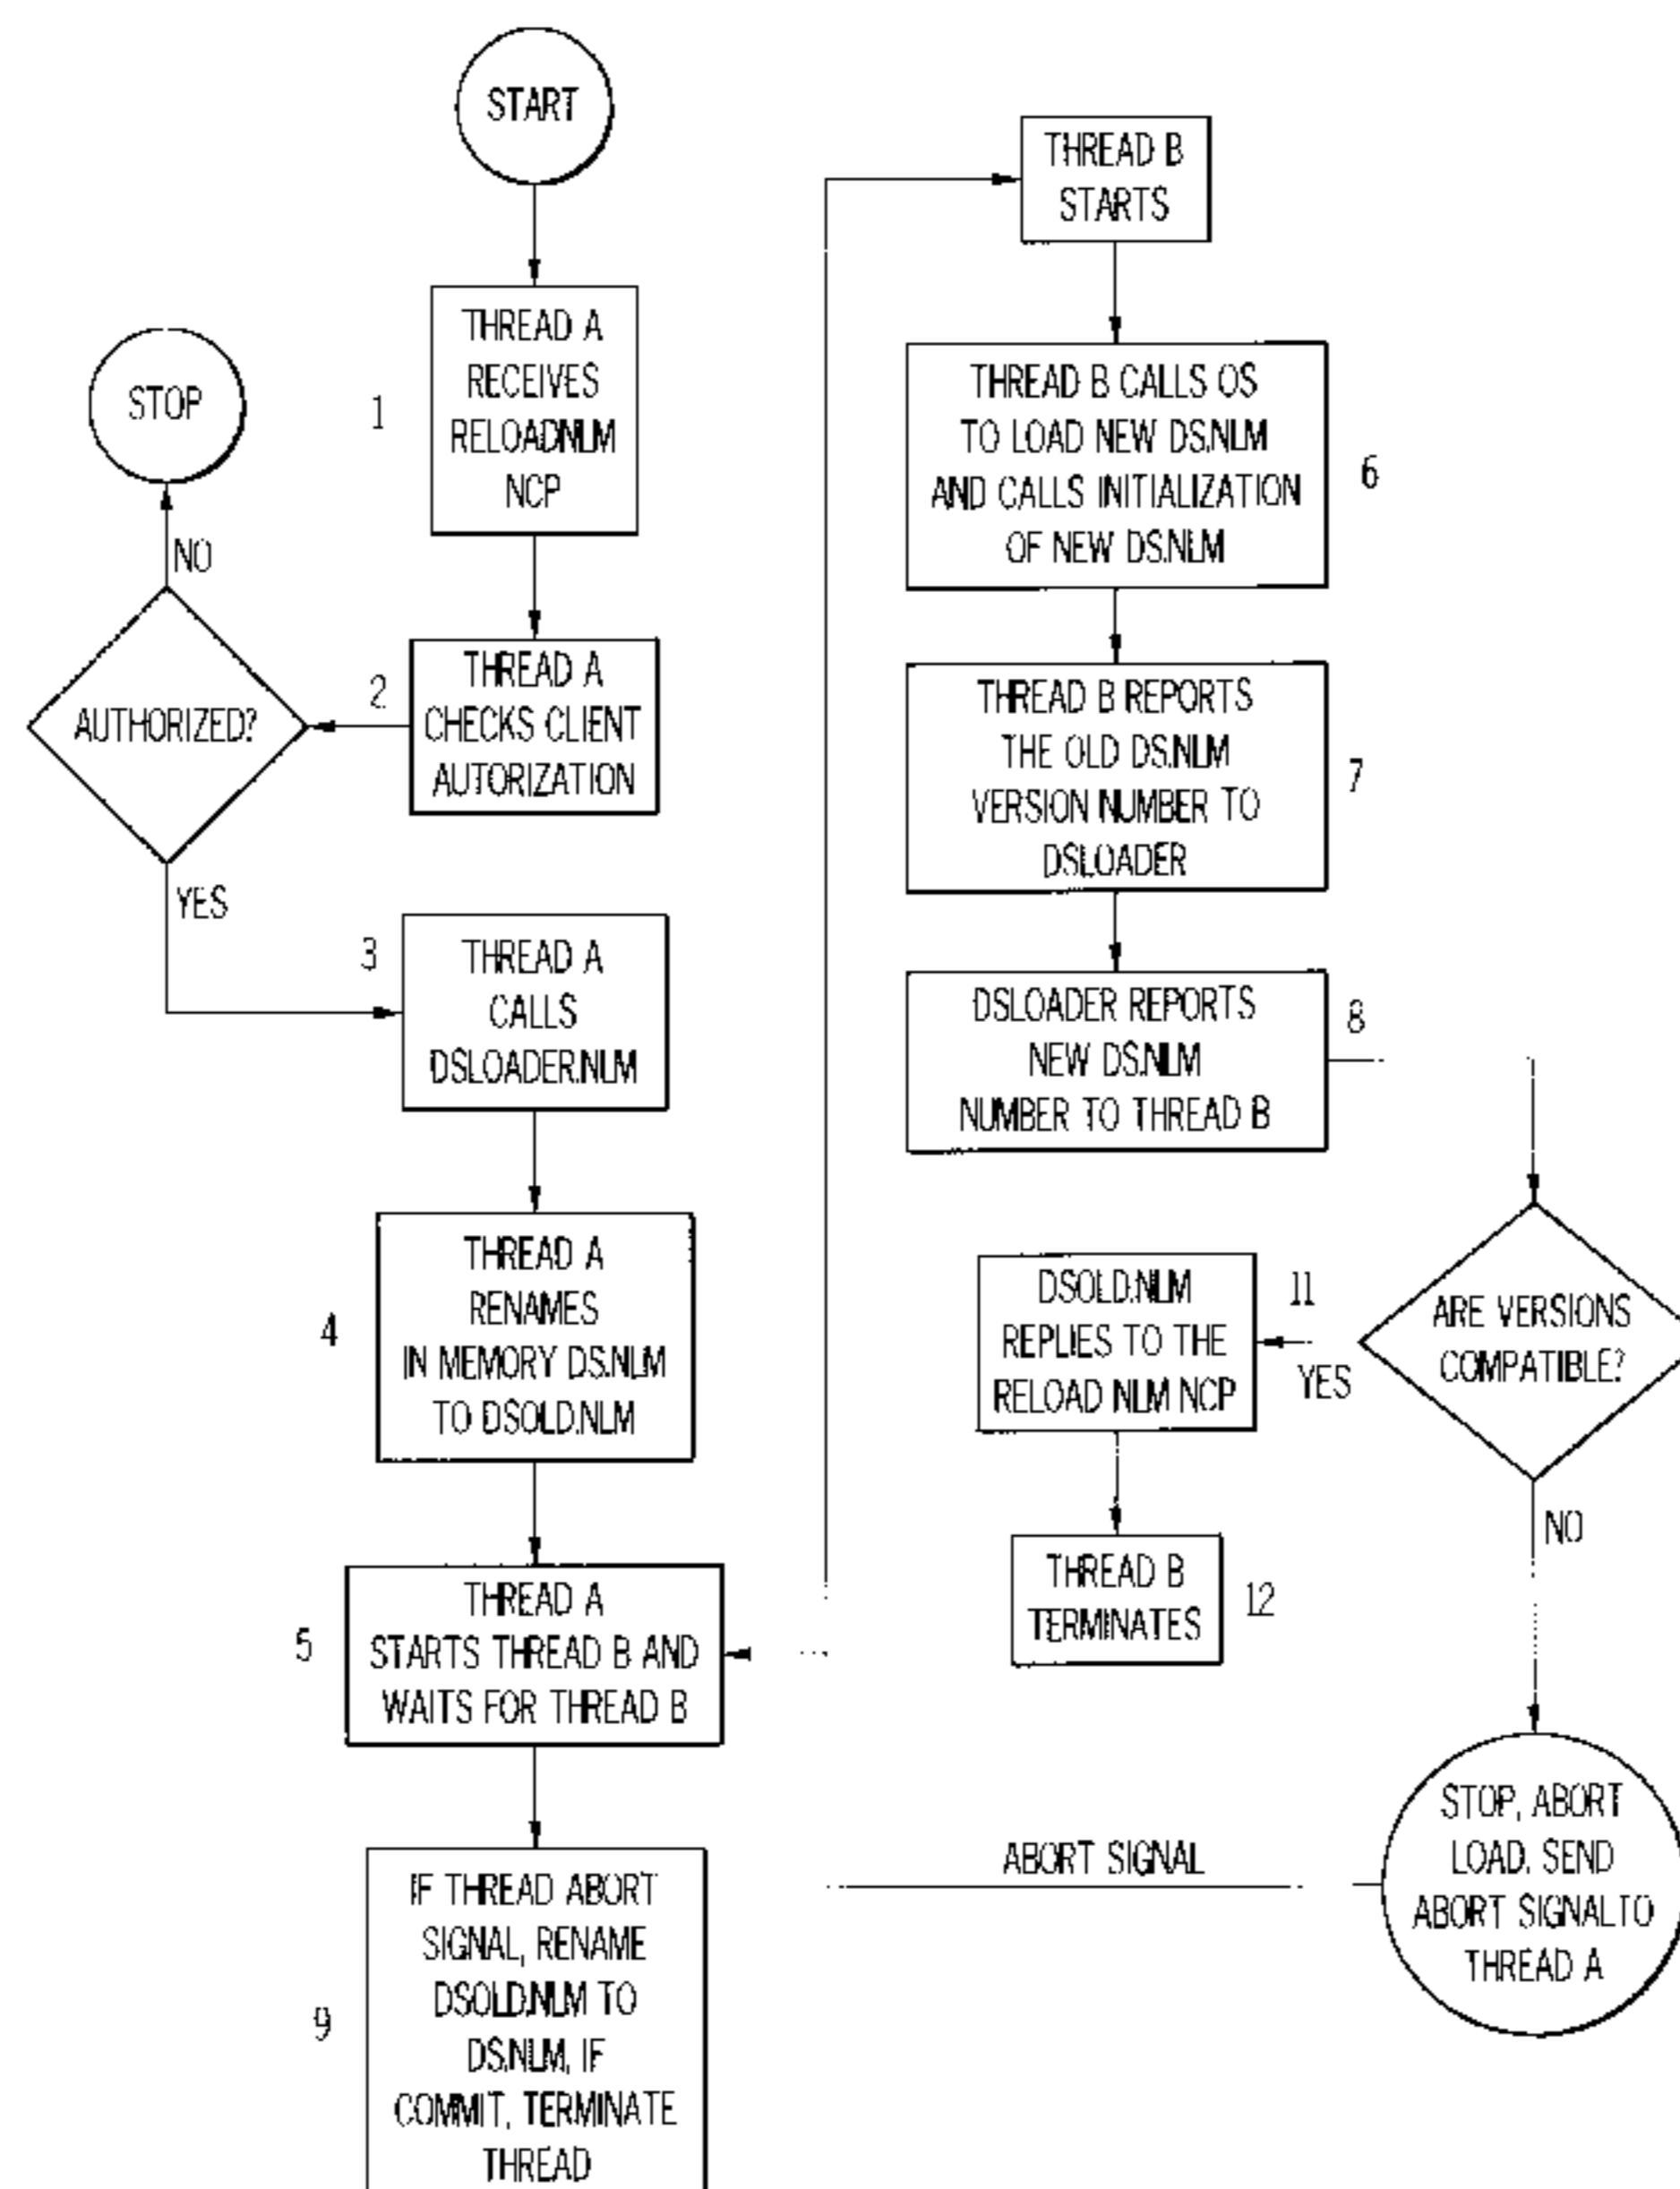 START
THREAD A
RECEIVES
RELOADNLM
NCP
1
STOP
NO
AUTHORIZED?
2
THREAD A
CHECKS CLIENT
AUTORIZATION
YES
3
THREAD A
CALLS
DSLOADER.NLM
4
THREAD A
RENAMES
IN MEMORY DS.NLM
TO DSOLD.NLM
5
THREAD A
STARTS THREAD B AND
WAITS FOR THREAD B
9
IF THREAD ABORT
SIGNAL, RENAME
DSOLD.NLM TO
DS.NLM, IF
COMMIT, TERMINATE
THREAD
THREAD B
STARTS
THREAD B CALLS OS
TO LOAD NEW DS.NLM
AND CALLS INITIALIZATION
OF NEW DS.NLM
6
THREAD B REPORTS
THE OLD DS.NLM
VERSION NUMBER TO
DSLOADER
7
DSLOADER REPORTS
NEW DS.NLM
NUMBER TO THREAD B
8
ARE VERSIONS
COMPATIBLE?
YES
11
DSOLD.NLM
REPLIES TO THE
RELOAD NLM NCP
THREAD B
TERMINATES
12
NO
STOP, ABORT
LOAD. SEND
ABORT SIGNALTO
THREAD A
ABORT SIGNAL